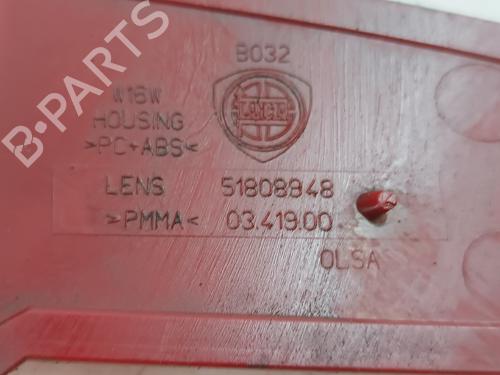 B032
LANCIA
W16W
HOUSING
>PC+ABS<
LENS 51808848
>PMMA< 03.419.00
OLSA
B-PARTS